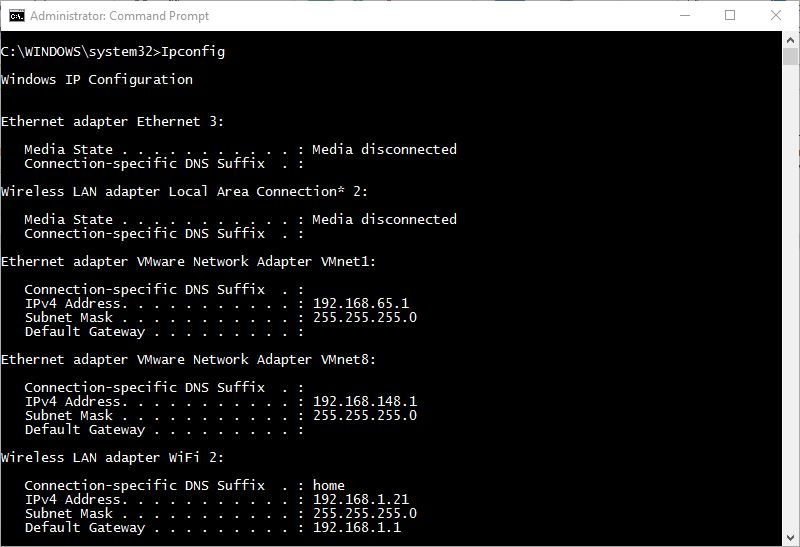 Administrator: Command Prompt
C:\WINDOWS\system32>Ipconfig
Windows IP Configuration
Ethernet adapter Ethernet 3:
Media State . . . . . . . . . . . : Media disconnected
Connection-specific DNS Suffix  . :
Wireless LAN adapter Local Area Connection* 2:
Media State . . . . . . . . . . . : Media disconnected
Connection-specific DNS Suffix  . :
Ethernet adapter VMware Network Adapter VMnet1:
Connection-specific DNS Suffix  . :
IPv4 Address. . . . . . . . . . . : 192.168.65.1
Subnet Mask . . . . . . . . . . . : 255.255.255.0
Default Gateway . . . . . . . . . :
Ethernet adapter VMware Network Adapter VMnet8:
Connection-specific DNS Suffix  . :
IPv4 Address. . . . . . . . . . . : 192.168.148.1
Subnet Mask . . . . . . . . . . . : 255.255.255.0
Default Gateway . . . . . . . . . :
Wireless LAN adapter WiFi 2:
Connection-specific DNS Suffix  . : home
IPv4 Address. . . . . . . . . . . : 192.168.1.21
Subnet Mask . . . . . . . . . . . : 255.255.255.0
Default Gateway . . . . . . . . . : 192.168.1.1